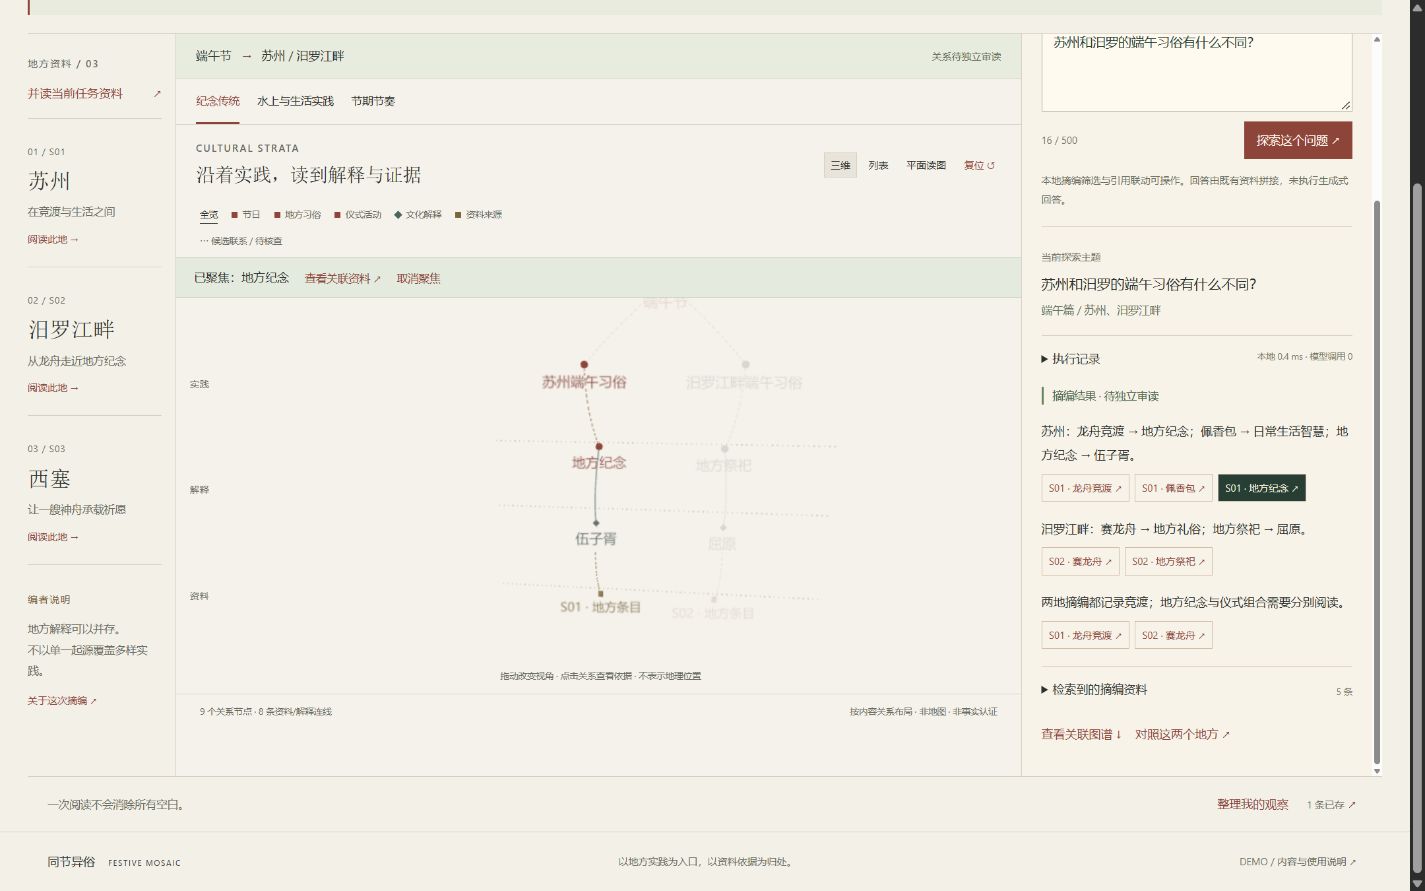 地方资料 / 03
并读当前任务资料 ↗
01 / S01
苏州
在竞渡与生活之间
阅读此地 →
02 / S02
汨罗江畔
从龙舟走近地方纪念
阅读此地 →
03 / S03
西塞
让一艘神舟承载祈愿
阅读此地 →
编者说明
地方解释可以并存。
不以单一起源覆盖多样实
践。
关于这次摘编 ↗
端午节 → 苏州 / 汨罗江畔
关系待独立审读
纪念传统 水上与生活实践 节期节奏
CULTURAL STRATA
沿着实践，读到解释与证据
三维 列表 平面读图 复位 ↺
全览 节日 地方习俗 仪式活动 文化解释 资料来源
··· 候选联系 / 待核查
已聚焦：地方纪念 查看关联资料 ↗ 取消聚焦
端午节
实践
苏州端午习俗 汨罗江畔端午习俗
地方纪念 地方祭祀
解释
伍子胥 屈原
资料
S01 · 地方条目 S02 · 地方条目
拖动改变视角 · 点击关系查看依据 · 不表示地理位置
9 个关系节点 · 8 条资料/解释连线
按内容关系布局 · 非地图 · 非事实认证
苏州和汨罗的端午习俗有什么不同？
16 / 500
探索这个问题 ↗
本地摘编筛选与引用联动可操作。回答由既有资料拼接，未执行生成式
回答。
当前探索主题
苏州和汨罗的端午习俗有什么不同？
端午篇 / 苏州、汨罗江畔
▶ 执行记录
本地 0.4 ms · 模型调用 0
摘编结果 · 待独立审读
苏州：龙舟竞渡 → 地方纪念；佩香包 → 日常生活智慧；地
方纪念 → 伍子胥。
S01 · 龙舟竞渡 ↗ S01 · 佩香包 ↗ S01 · 地方纪念 ↗
汨罗江畔：赛龙舟 → 地方礼俗；地方祭祀 → 屈原。
S02 · 赛龙舟 ↗ S02 · 地方祭祀 ↗
两地摘编都记录竞渡；地方纪念与仪式组合需要分别阅读。
S01 · 龙舟竞渡 ↗ S02 · 赛龙舟 ↗
▶ 检索到的摘编资料
5 条
查看关联图谱 ↓ 对照这两个地方 ↗
一次阅读不会消除所有空白。
整理我的观察 1 条已存 ↗
同节异俗 FESTIVE MOSAIC
以地方实践为入口，以资料依据为归处。
DEMO / 内容与使用说明 ↗